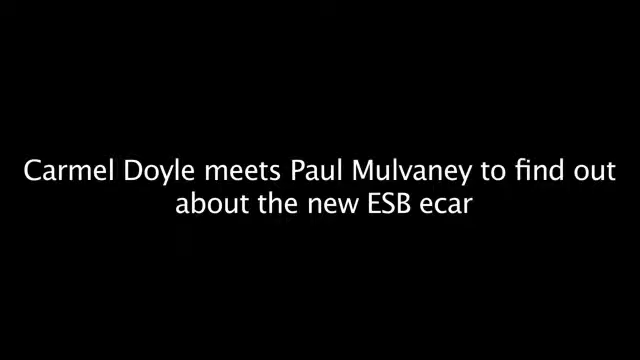 Carmel Doyle meets Paul Mulvaney to find out
about the new ESB ecar